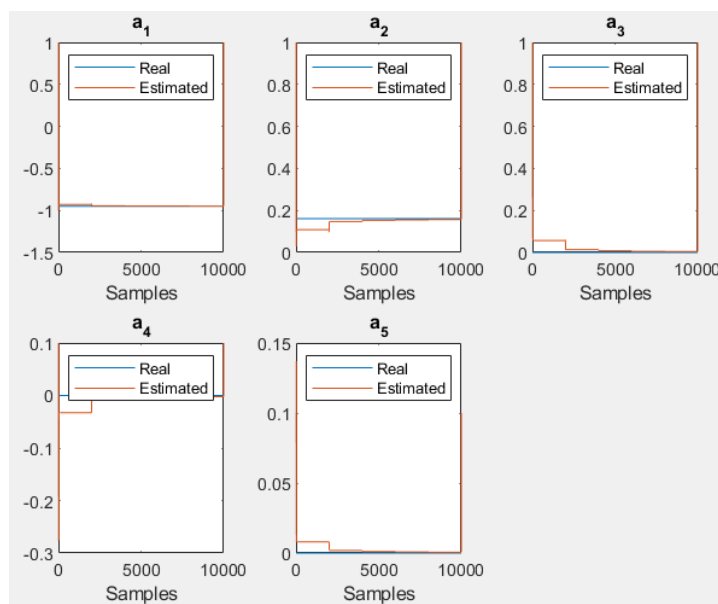 a1
1
Real
Estimated
0.5
0
-0.5
-1
-1.5
0
5000
10000
Samples
a2
1
Real
Estimated
0.8
0.6
0.4
0.2
0
0
5000
10000
Samples
a3
1
Real
Estimated
0.8
0.6
0.4
0.2
0
0
5000
10000
Samples
a4
0.1
Real
Estimated
0
-0.1
-0.2
-0.3
0
5000
10000
Samples
a5
0.15
Real
Estimated
0.1
0.05
0
0
5000
10000
Samples